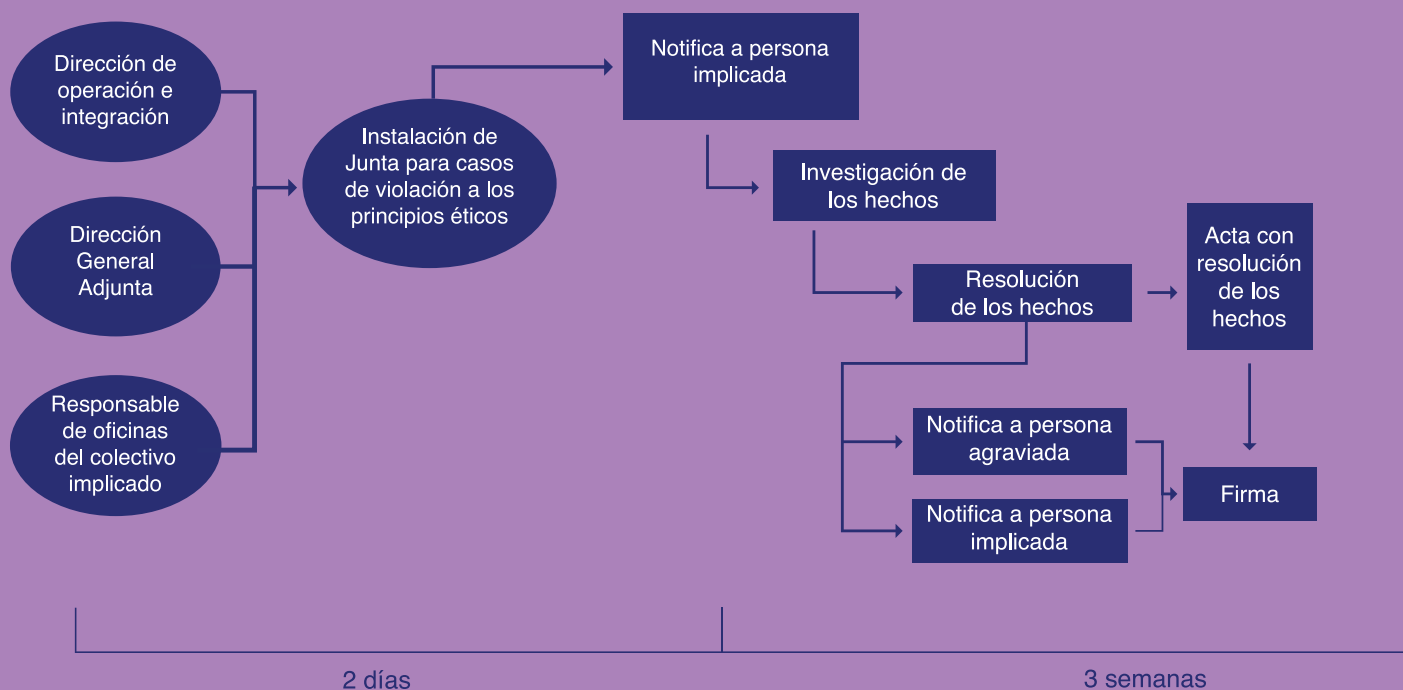 Dirección de
operación e
integración
Dirección
General
Adjunta
Responsable
de oficinas
del colectivo
implicado
Instalación de
Junta para casos
de violación a los
principios éticos
Notifica a persona
implicada
Investigación de
los hechos
Resolución
de los hechos
Acta con
resolución
de los
hechos
Notifica a persona
agraviada
Notifica a persona
implicada
Firma
2 días
3 semanas